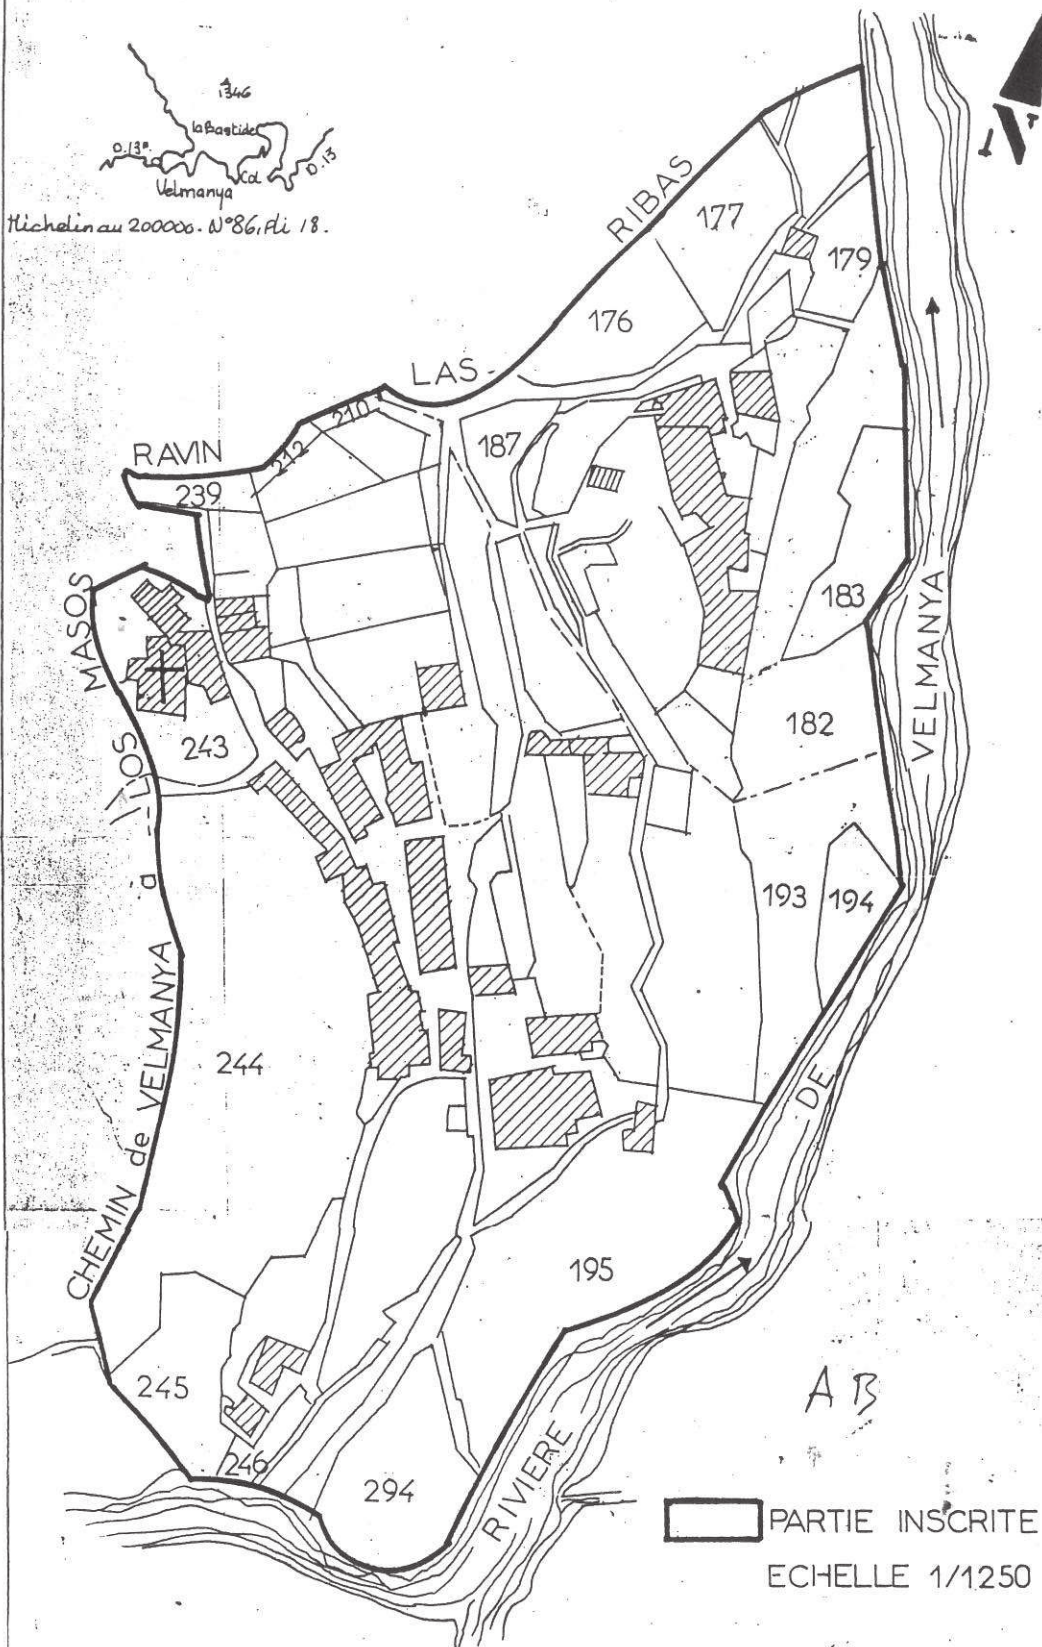 1346
la Bastide
D.13ª
Col
D.13
Velmanya
Michelin au 200000. N°86, pli 18.
N
RAVIN LAS RIBAS
177
179
176
210
212
187
239
183
182
243
193
194
244
195
245
246
294
CHEMIN de VELMANYA à LOS MASOS
RIVIERE DE VELMANYA
A B
PARTIE INSCRITE
ECHELLE 1/1250